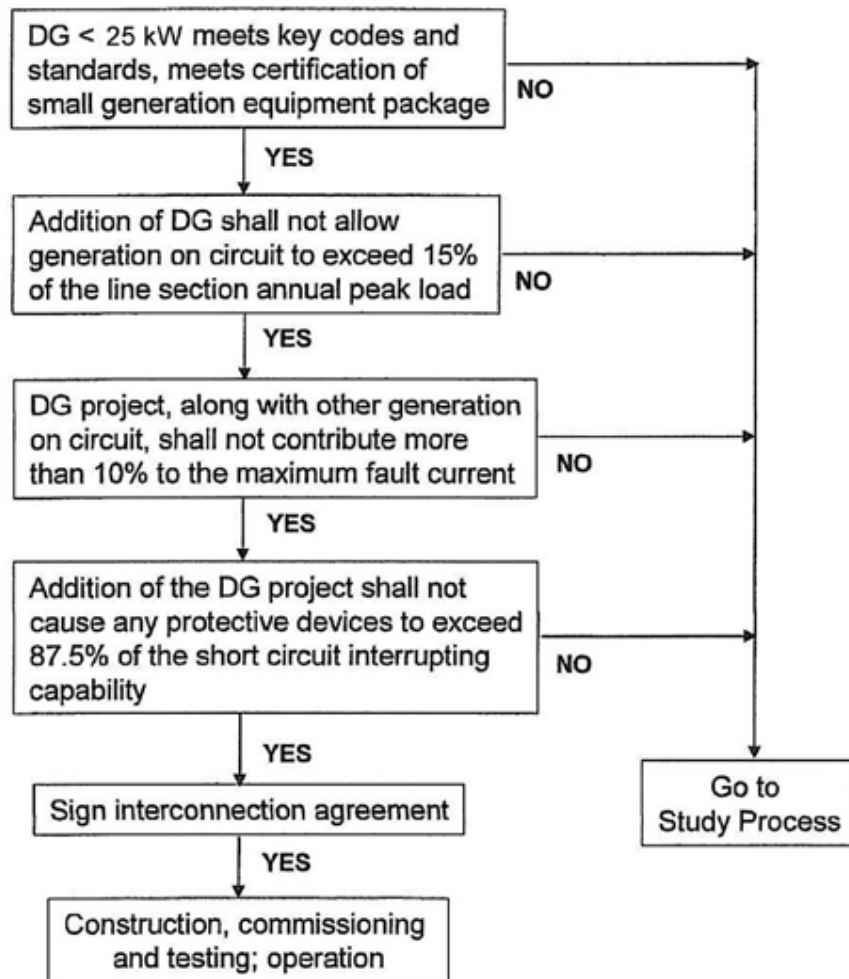 DG < 25 kW meets key codes and
standards, meets certification of
small generation equipment package
NO
YES
Addition of DG shall not allow
generation on circuit to exceed 15%
of the line section annual peak load
NO
YES
DG project, along with other generation
on circuit, shall not contribute more
than 10% to the maximum fault current
NO
YES
Addition of the DG project shall not
cause any protective devices to exceed
87.5% of the short circuit interrupting
capability
NO
YES
Sign interconnection agreement
Go to
Study Process
YES
Construction, commissioning
and testing; operation